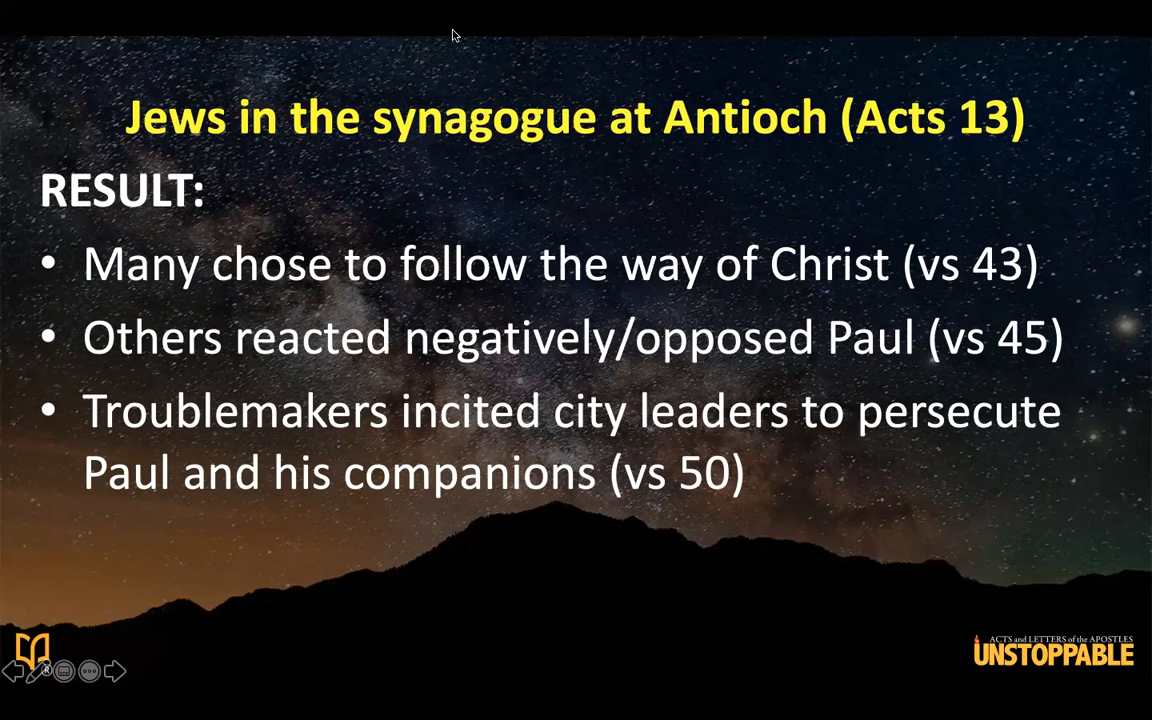 Jews in the synagogue at Antioch (Acts 13)
RESULT:
• Many chose to follow the way of Christ (vs 43)
• Others reacted negatively/opposed Paul (vs 45)
• Troublemakers incited city leaders to persecute
Paul and his companions (vs 50)
®
ACTS and LETTERS of the APOSTLES
UNSTOPPABLE